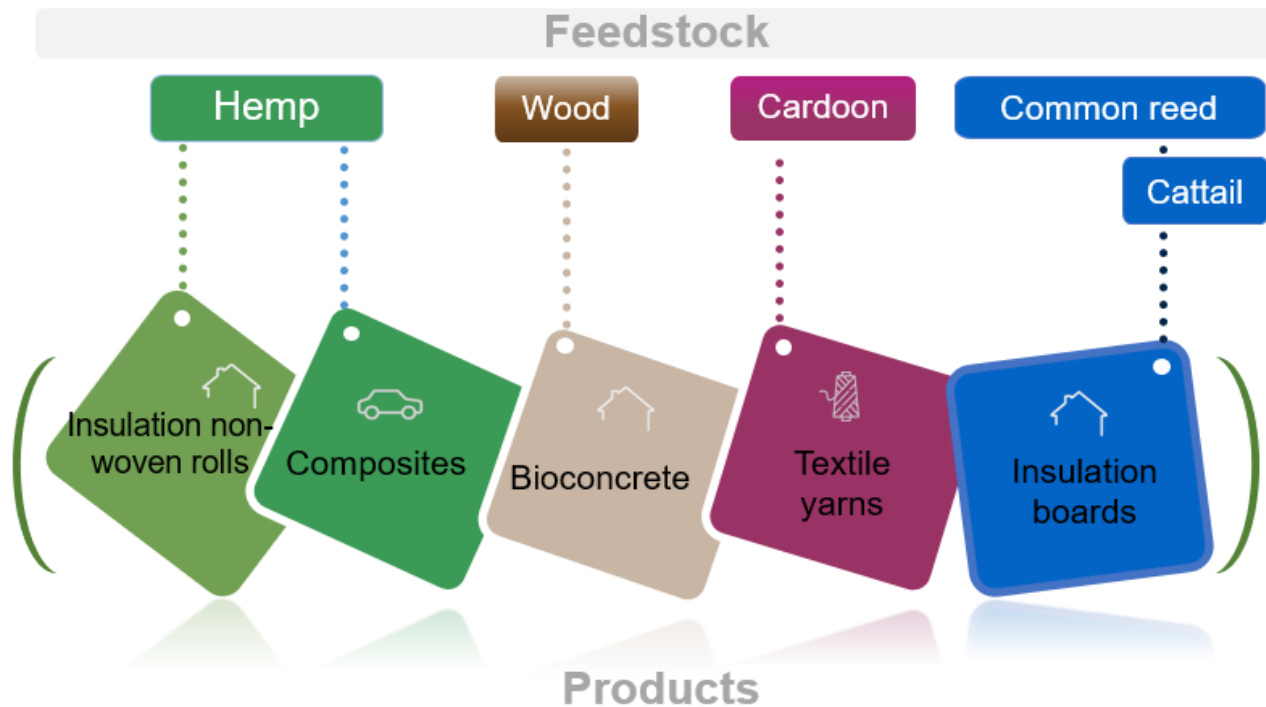 Feedstock
Hemp
Wood
Cardoon
Common reed
Cattail
Insulation non-
woven rolls
Composites
Bioconcrete
Textile
yarns
Insulation
boards
Products